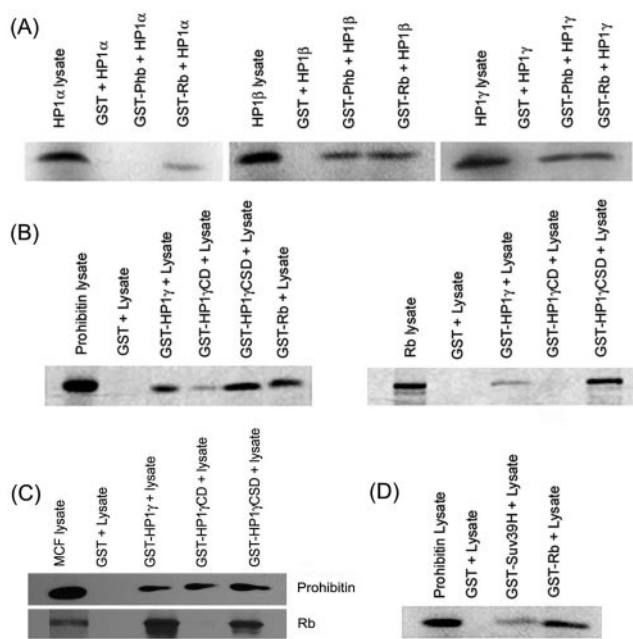 (A)
HP1α lysate
GST + HP1α
GST-Phb + HP1α
GST-Rb + HP1α
HP1β lysate
GST + HP1β
GST-Phb + HP1β
GST-Rb + HP1β
HP1γ lysate
GST + HP1γ
GST-Phb + HP1γ
GST-Rb + HP1γ
(B)
Prohibitin lysate
GST + Lysate
GST-HP1γ + Lysate
GST-HP1γCD + Lysate
GST-HP1γCSD + Lysate
GST-Rb + Lysate
Rb lysate
GST + Lysate
GST-HP1γ + Lysate
GST-HP1γCD + Lysate
GST-HP1γCSD + Lysate
(C)
MCF lysate
GST + Lysate
GST-HP1γ + lysate
GST-HP1γCD + lysate
GST-HP1γCSD + lysate
Prohibitin
Rb
(D)
Prohibitin Lysate
GST + Lysate
GST-Suv39H + Lysate
GST-Rb + Lysate